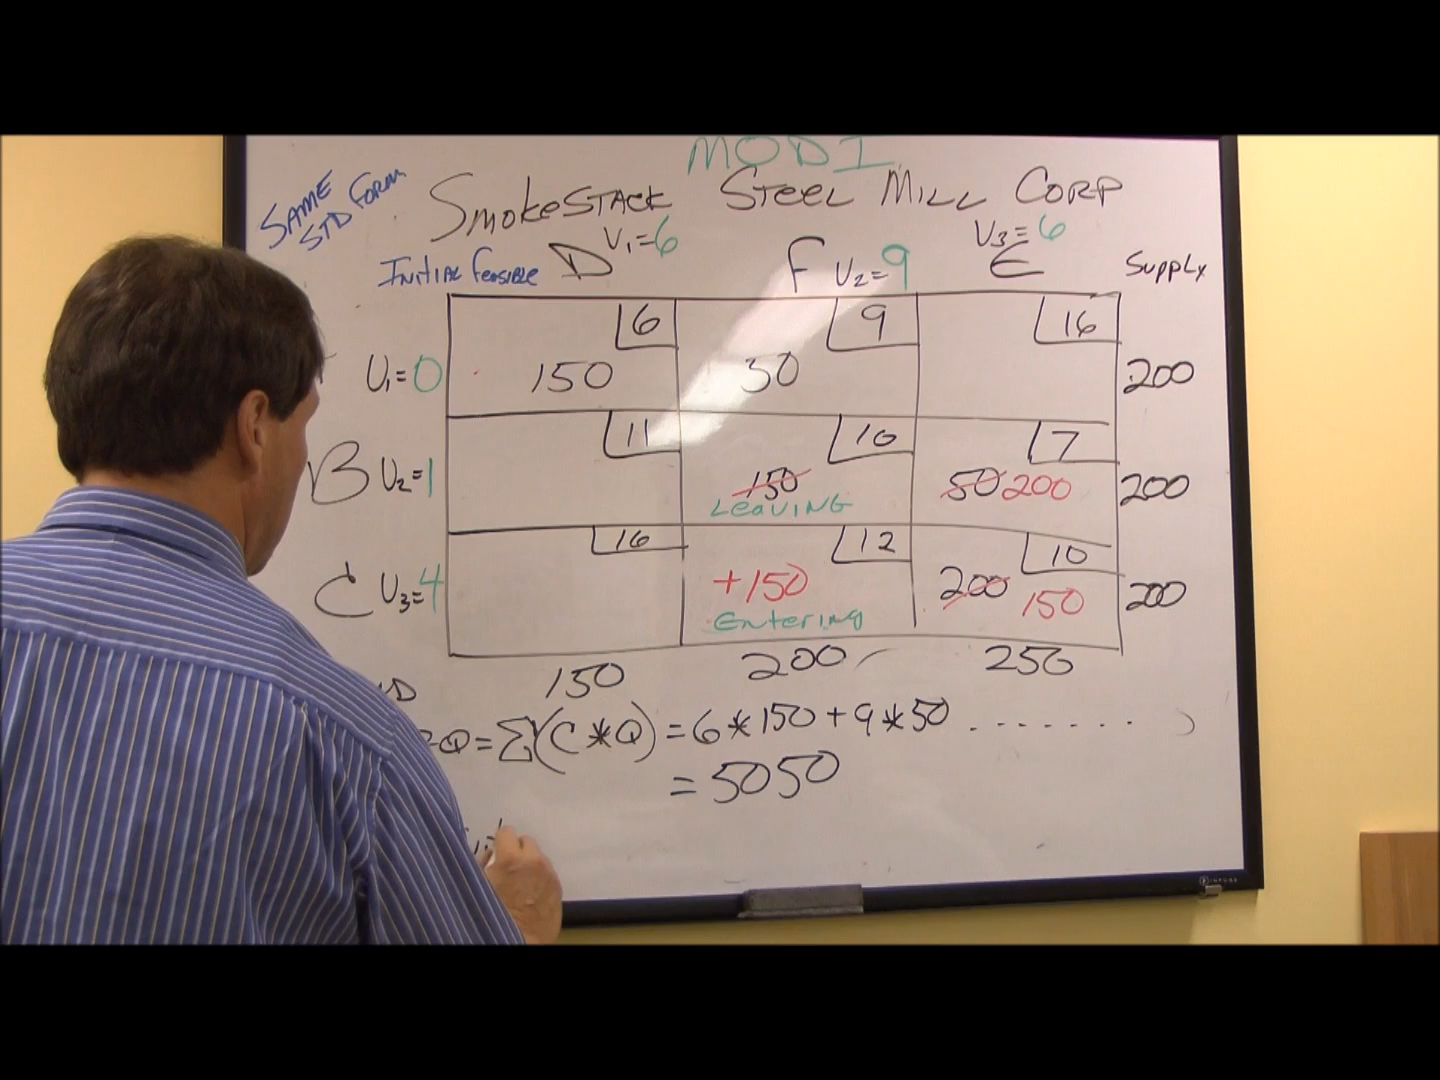 MODI
SAME
STD FORM
SmokeSTACK STEEL MILL CORP
V₁=6
V₃=6
INITIAL feasible D F V₂=9 E Supply
6 9 16
U₁=0 150 50 200
11 10 7
B U₂=1 150 50 200 200
LeaVING
16 12 10
C U₃=4 +150 200 150 200
Entering
150 200 250
=Σ(C*Q)=6*150+9*50.......
=5050